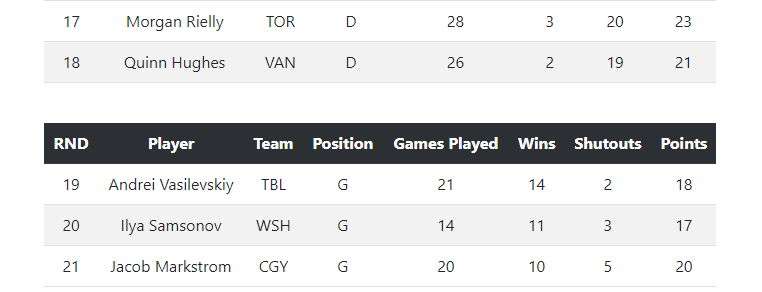 17 Morgan Rielly TOR D 28 3 20 23
18 Quinn Hughes VAN D 26 2 19 21
RND Player Team Position Games Played Wins Shutouts Points
19 Andrei Vasilevskiy TBL G 21 14 2 18
20 Ilya Samsonov WSH G 14 11 3 17
21 Jacob Markstrom CGY G 20 10 5 20